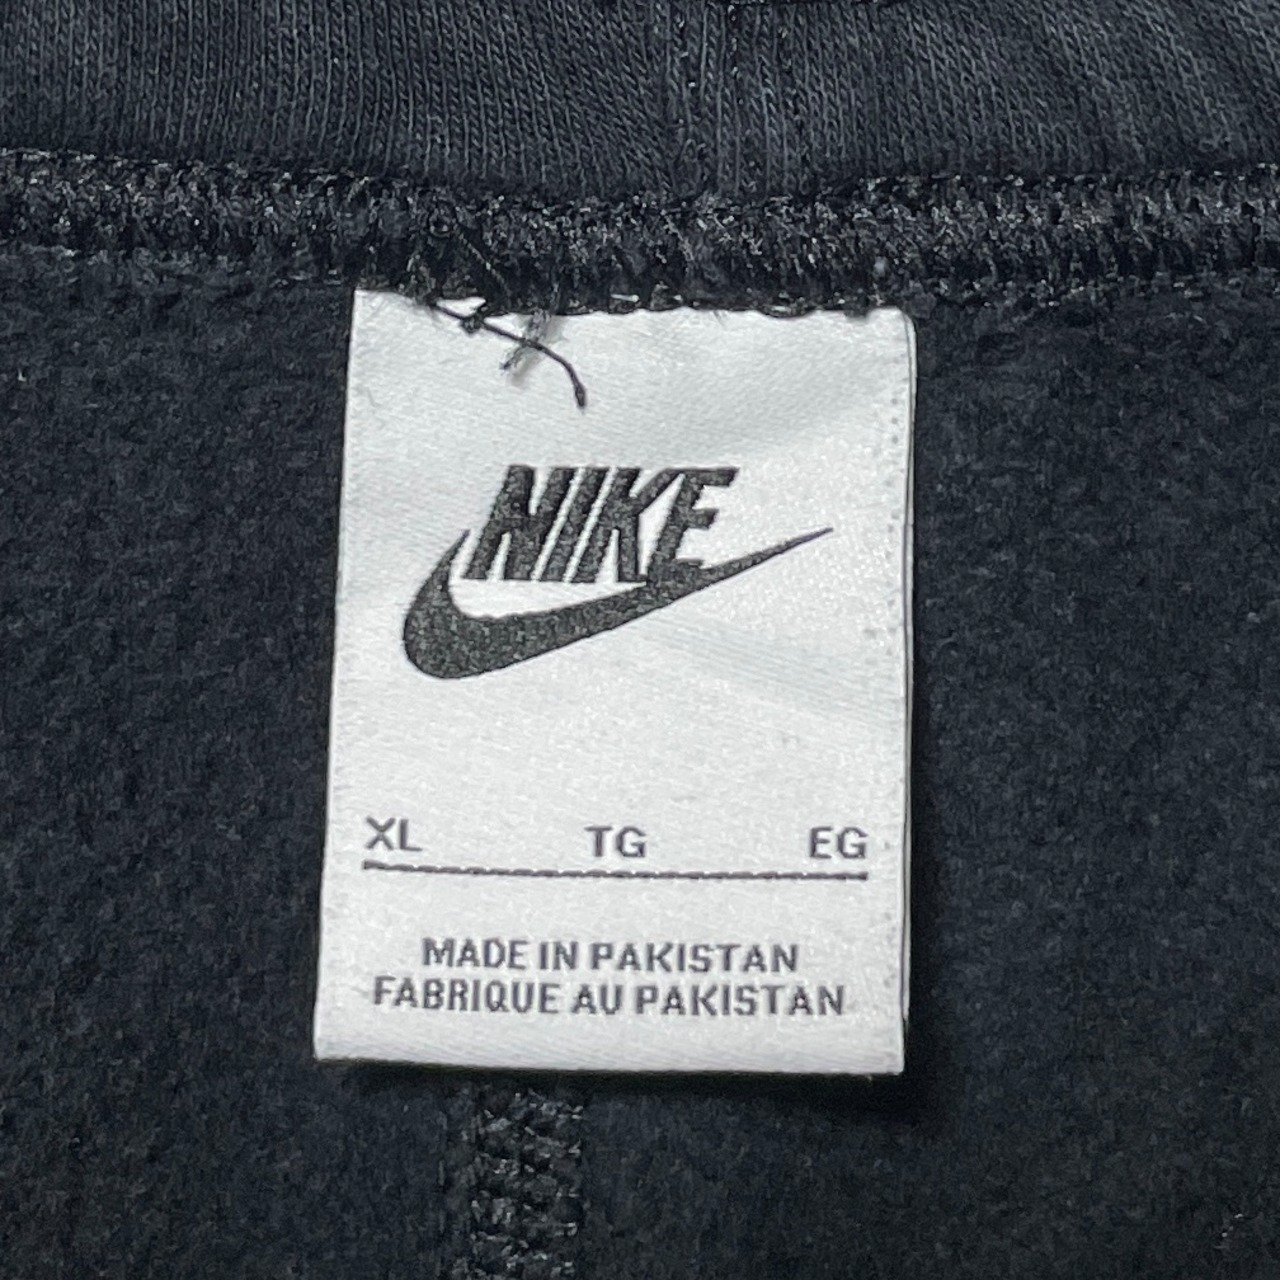 NIKE
XL TG EG
MADE IN PAKISTAN
FABRIQUE AU PAKISTAN